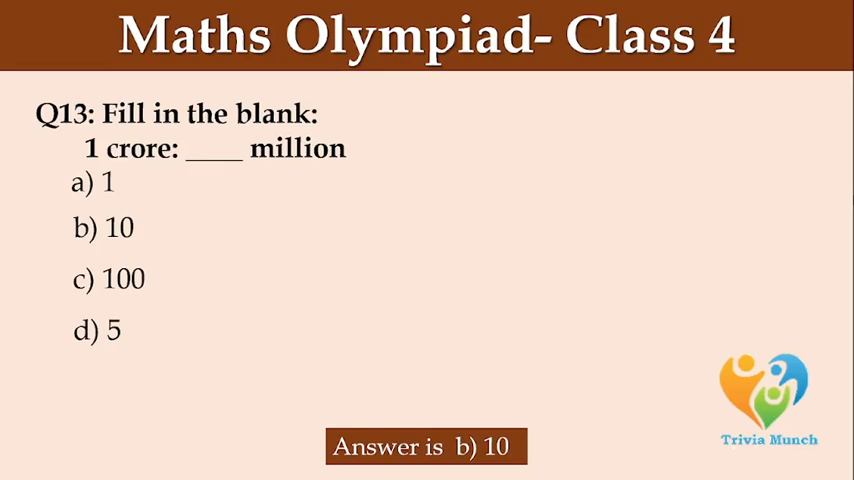 Maths Olympiad- Class 4
Q13: Fill in the blank:
1 crore: ____ million
a) 1
b) 10
c) 100
d) 5
Trivia Munch
Answer is b) 10